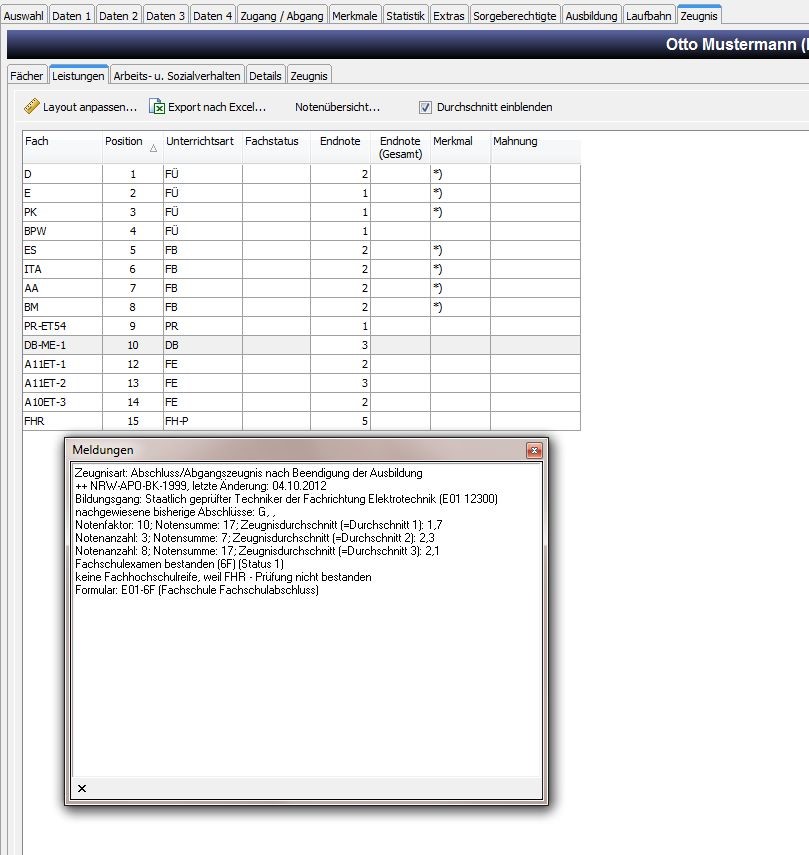 Auswahl Daten 1 Daten 2 Daten 3 Daten 4 Zugang / Abgang Merkmale Statistik Extras Sorgeberechtigte Ausbildung Laufbahn Zeugnis
Otto Mustermann (
Fächer Leistungen Arbeits- u. Sozialverhalten Details Zeugnis
Layout anpassen... Export nach Excel... Notenübersicht... Durchschnitt einblenden
Fach Position Unterrichtsart Fachstatus Endnote Endnote (Gesamt) Merkmal Mahnung
D 1 FÜ 2 *)
E 2 FÜ 1 *)
PK 3 FÜ 1 *)
BPW 4 FÜ 1
ES 5 FB 2 *)
ITA 6 FB 2 *)
AA 7 FB 2 *)
BM 8 FB 2 *)
PR-ET54 9 PR 1
DB-ME-1 10 DB 3
A11ET-1 12 FE 2
A11ET-2 13 FE 3
A10ET-3 14 FE 2
FHR 15 FH-P 5
Meldungen
Zeugnisart: Abschluss/Abgangszeugnis nach Beendigung der Ausbildung
++ NRW-APO-BK-1999, letzte Änderung: 04.10.2012
Bildungsgang: Staatlich geprüfter Techniker der Fachrichtung Elektrotechnik (E01 12300)
nachgewiesene bisherige Abschlüsse: G, ,
Notenfaktor: 10; Notensumme: 17; Zeugnisdurchschnitt (=Durchschnitt 1): 1,7
Notenanzahl: 3; Notensumme: 7; Zeugnisdurchschnitt (=Durchschnitt 2): 2,3
Notenanzahl: 8; Notensumme: 17; Zeugnisdurchschnitt (=Durchschnitt 3): 2,1
Fachschulexamen bestanden (6F) (Status 1)
keine Fachhochschulreife, weil FHR - Prüfung nicht bestanden
Formular: E01-6F (Fachschule Fachschulabschluss)